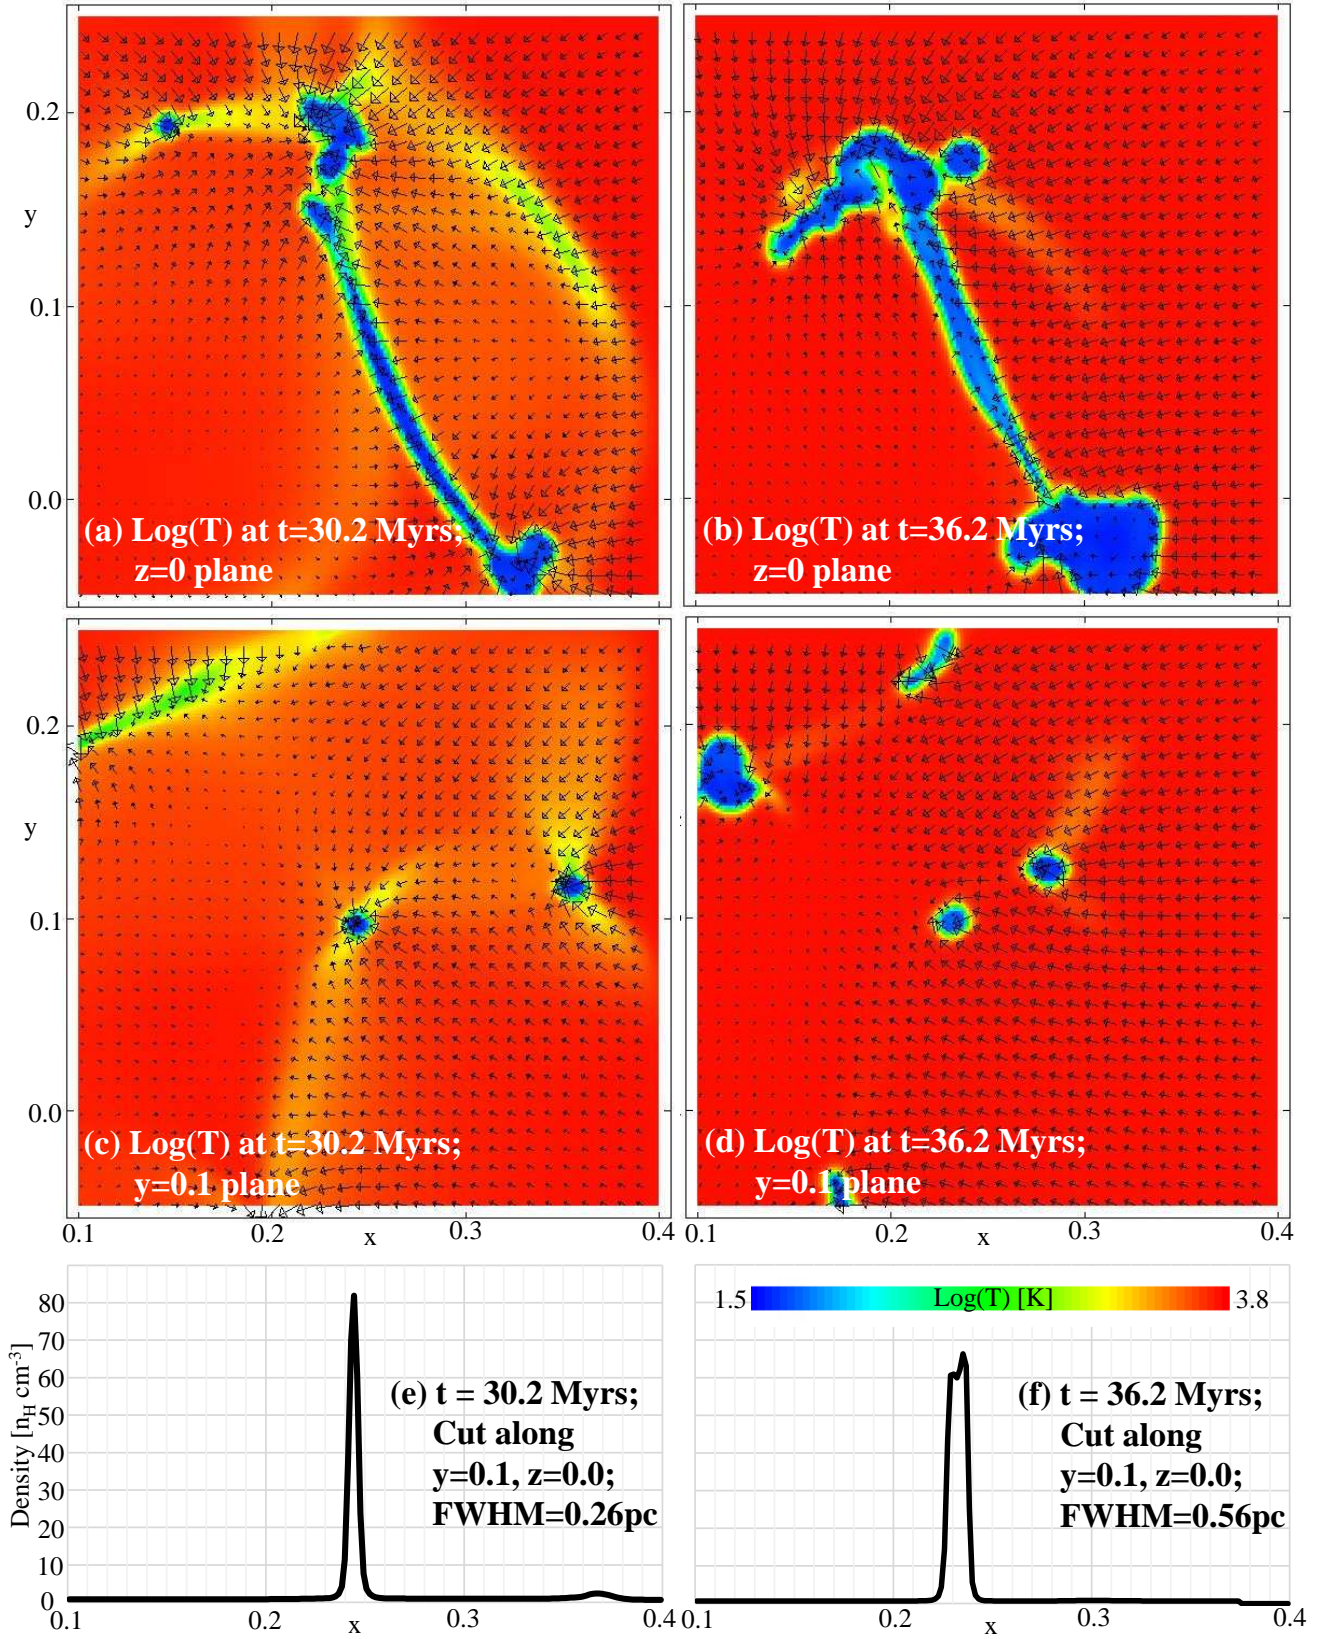 0.2
y
0.1
0.0
(a) Log(T) at t=30.2 Myrs;
z=0 plane
(b) Log(T) at t=36.2 Myrs;
z=0 plane
0.2
y
0.1
0.0
(c) Log(T) at t=30.2 Myrs;
y=0.1 plane
(d) Log(T) at t=36.2 Myrs;
y=0.1 plane
0.1 0.2 x 0.3 0.4
0.1 0.2 x 0.3 0.4
Density [n_H cm⁻³]
80
70
60
50
40
30
20
10
0
(e) t = 30.2 Myrs;
Cut along
y=0.1, z=0.0;
FWHM=0.26pc
0.1 0.2 x 0.3 0.4
1.5 Log(T) [K] 3.8
(f) t = 36.2 Myrs;
Cut along
y=0.1, z=0.0;
FWHM=0.56pc
0.1 0.2 x 0.3 0.4